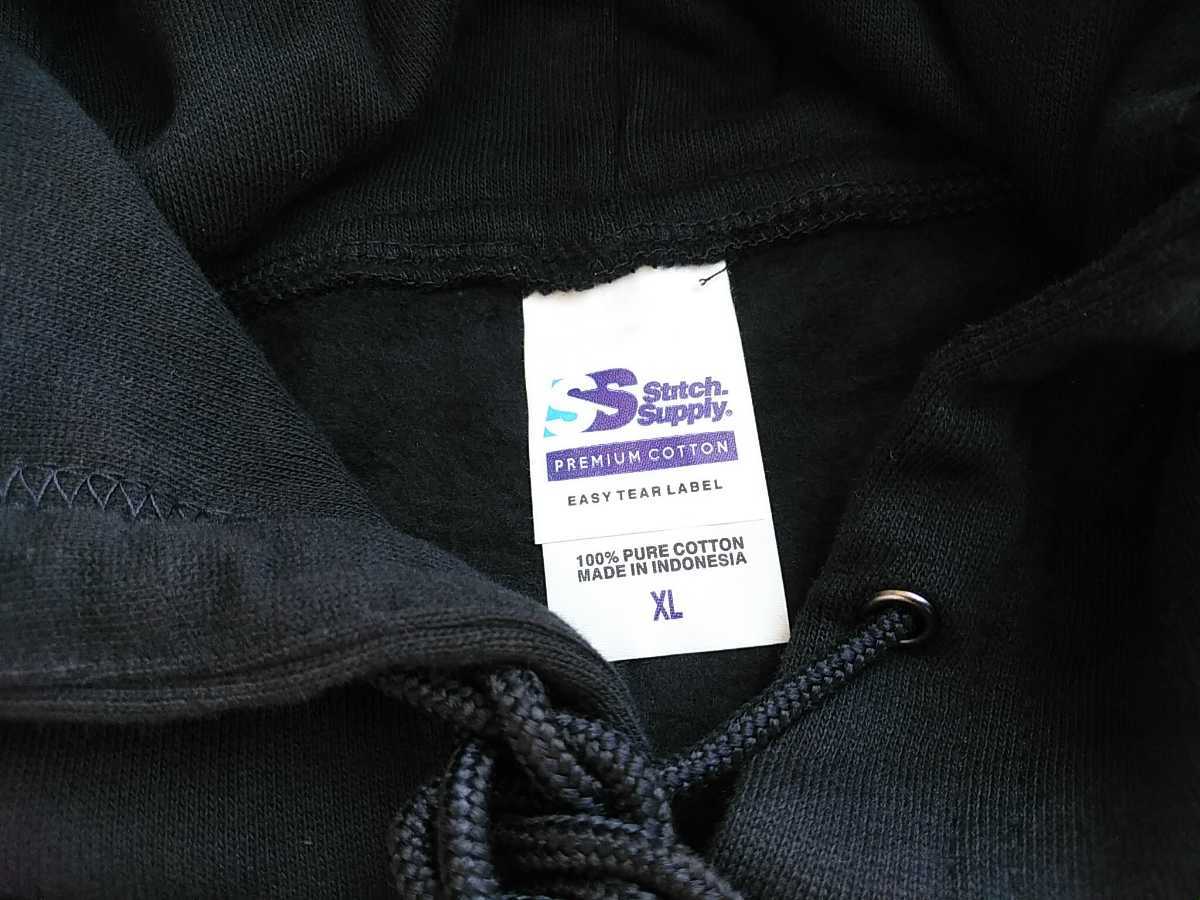 SS Stitch.
Supply.
PREMIUM COTTON
EASY TEAR LABEL
100% PURE COTTON
MADE IN INDONESIA
XL